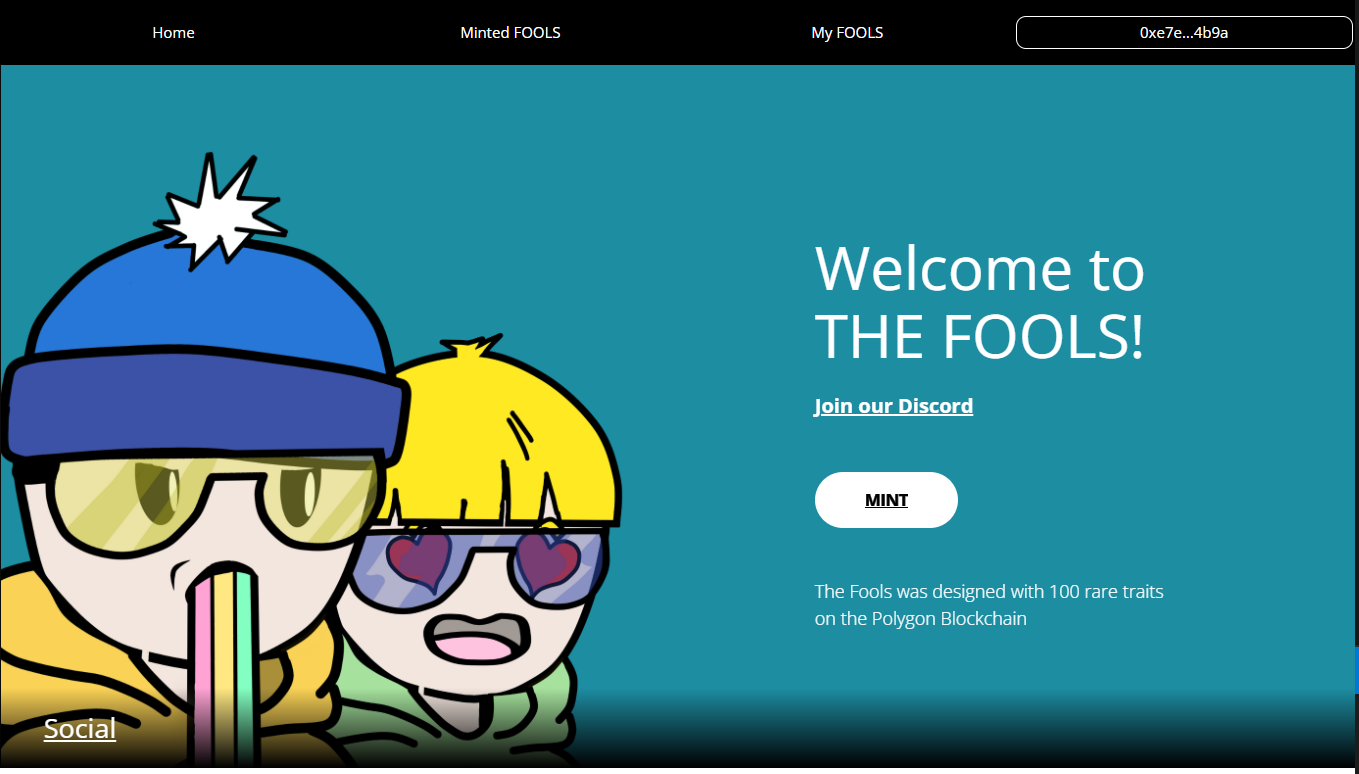 Home
Minted FOOLS
My FOOLS
0xe7e...4b9a
Welcome to
THE FOOLS!
Join our Discord
MINT
The Fools was designed with 100 rare traits
on the Polygon Blockchain
Social